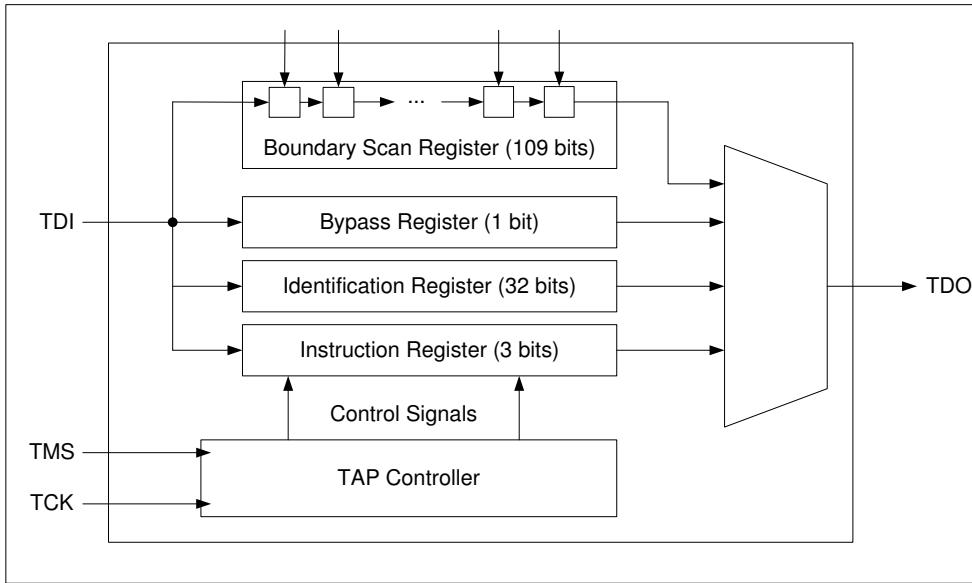 ...
Boundary Scan Register (109 bits)
TDI
Bypass Register (1 bit)
Identification Register (32 bits)
TDO
Instruction Register (3 bits)
Control Signals
TMS
TAP Controller
TCK